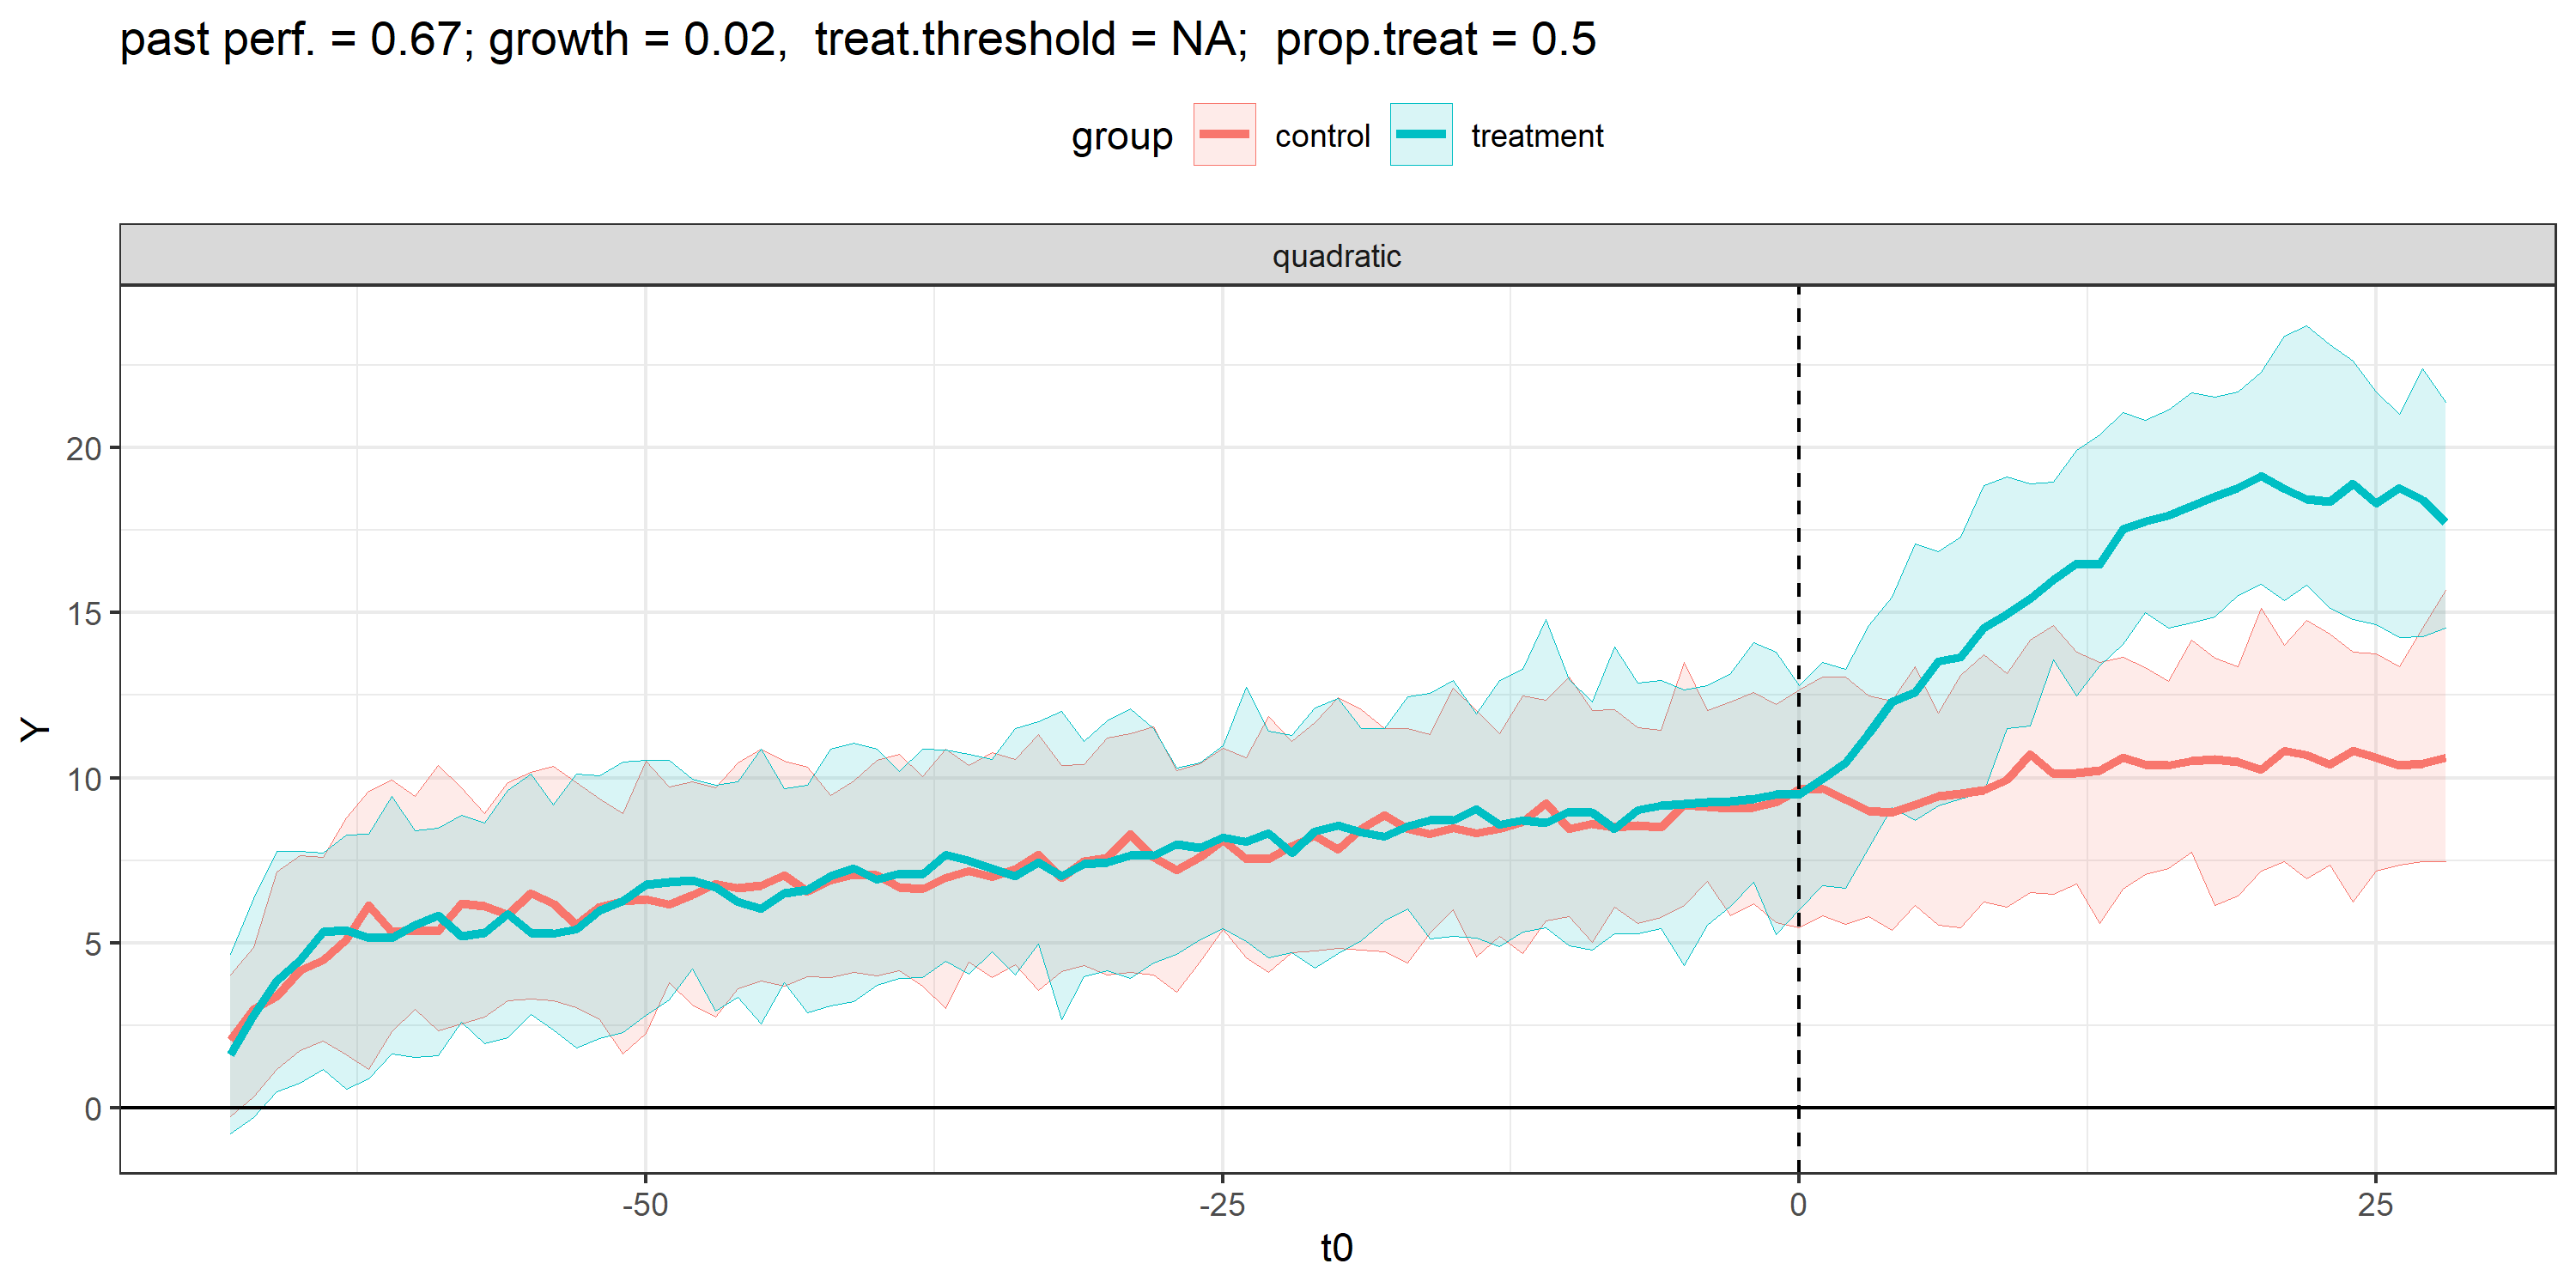 past perf. = 0.67; growth = 0.02,  treat.threshold = NA;  prop.treat = 0.5
group control treatment
quadratic
Y
20
15
10
5
0
-50 -25 0 25
t0